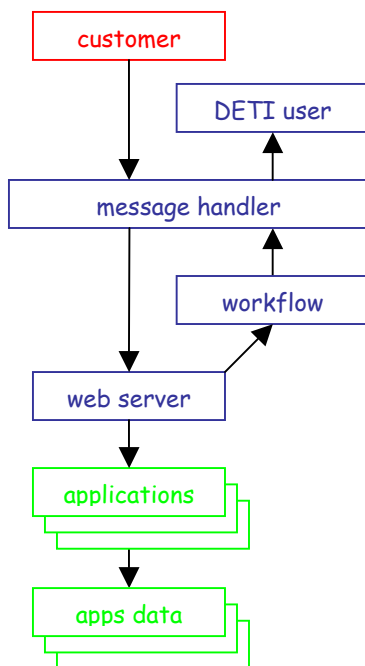 customer
DETI user
message handler
workflow
web server
applications
apps data